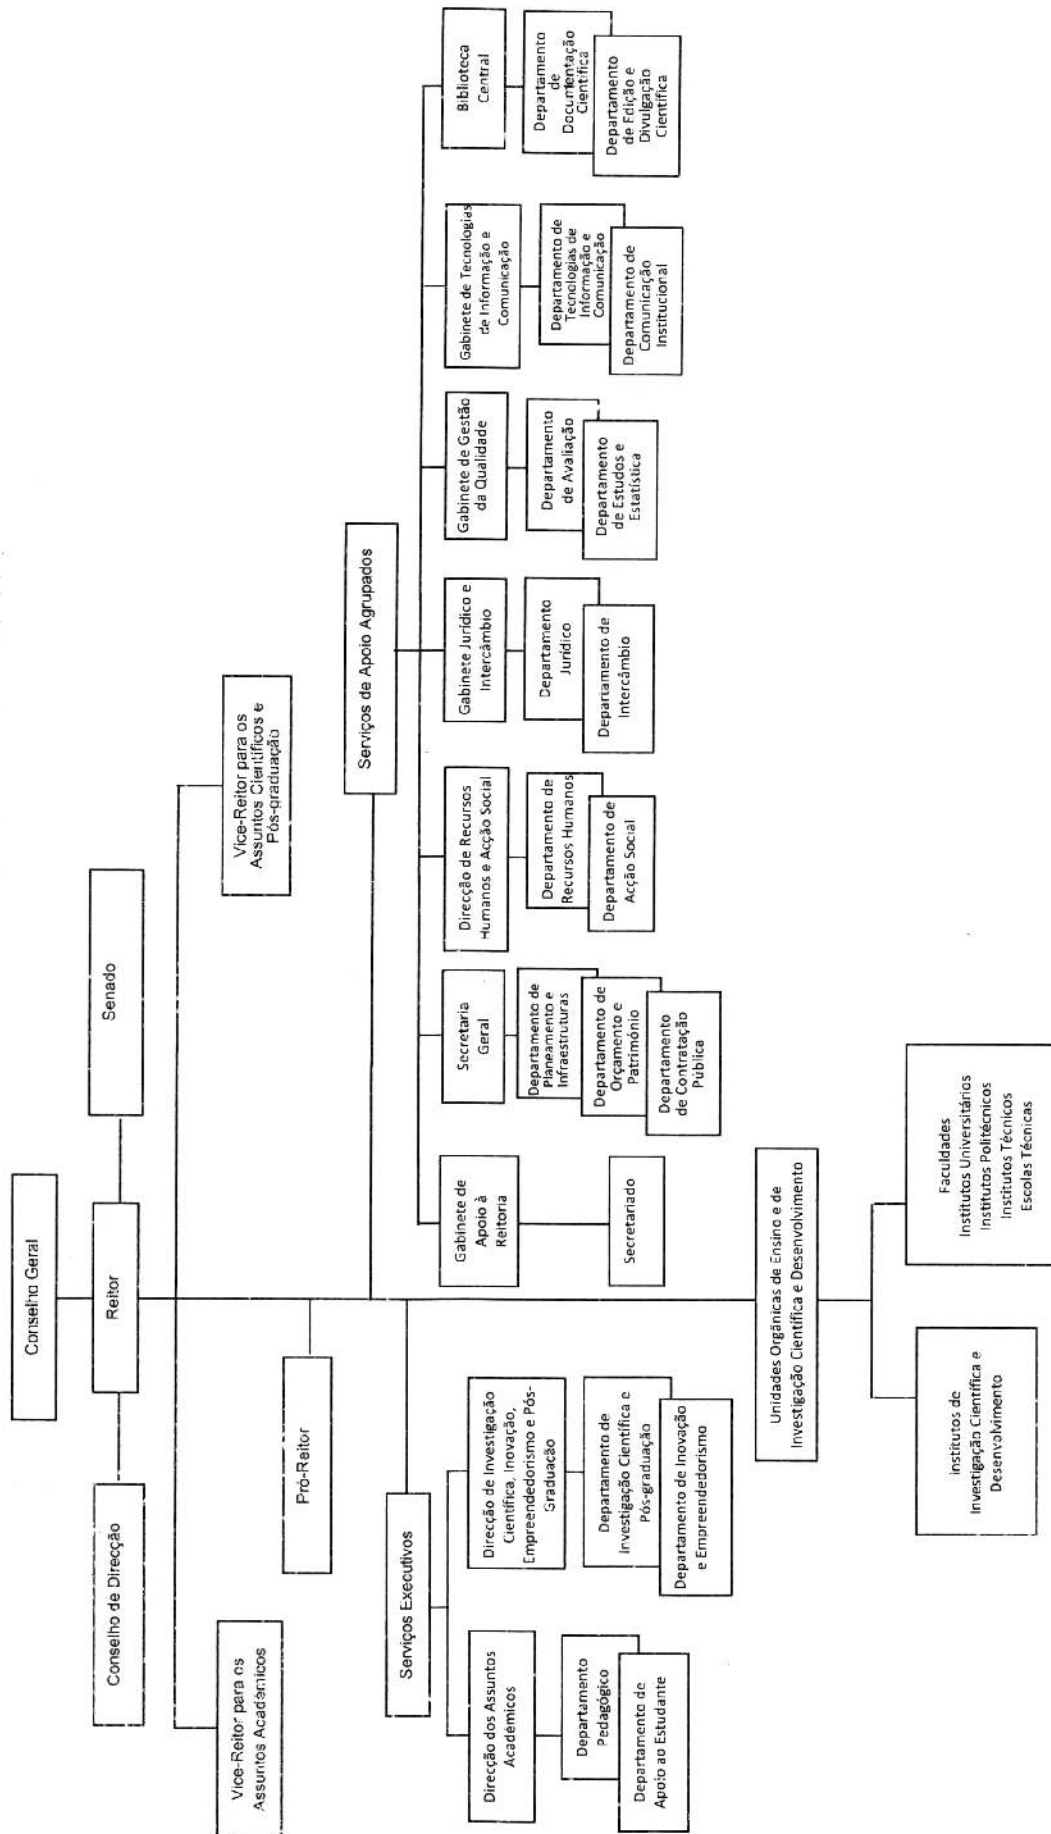 Conselho Geral
Conselho de Direcção
Reitor
Senado
Vice-Reitor para os
Assuntos Académicos
Vice-Reitor para os
Assuntos Científicos e
Pós-graduação
Pró-Reitor
Serviços Executivos
Serviços de Apoio Agrupados
Direcção dos Assuntos
Académicos
Departamento
Pedagógico
Departamento de
Apoio ao Estudante
Direcção de Investigação
Científica, Inovação,
Empreendedorismo e Pós-
Graduação
Departamento de
Investigação Científica e
Pós-graduação
Departamento de Inovação
e Empreendedorismo
Gabinete de
Apoio à
Reitoria
Secretariado
Secretaria
Geral
Departamento de
Planeamento e
Infraestruturas
Departamento de
Orçamento e
Património
Departamento
de Contratação
Pública
Direcção de Recursos
Humanos e Acção Social
Departamento de
Recursos Humanos
Departamento de
Acção Social
Gabinete Jurídico e
Intercâmbio
Departamento
Jurídico
Departamento de
Intercâmbio
Gabinete de Gestão
da Qualidade
Departamento
de Avaliação
Departamento
de Estudos e
Estatística
Gabinete de Tecnologias
de Informação e
Comunicação
Departamento de
Tecnologias de
Informação e
Comunicação
Departamento de
Comunicação
Institucional
Biblioteca
Central
Departamento
de
Documentação
Científica
Departamento
de Edição e
Divulgação
Científica
Unidades Orgânicas de Ensino e de
Investigação Científica e Desenvolvimento
Institutos de
Investigação Científica e
Desenvolvimento
Faculdades
Institutos Universitários
Institutos Politécnicos
Institutos Técnicos
Escolas Técnicas